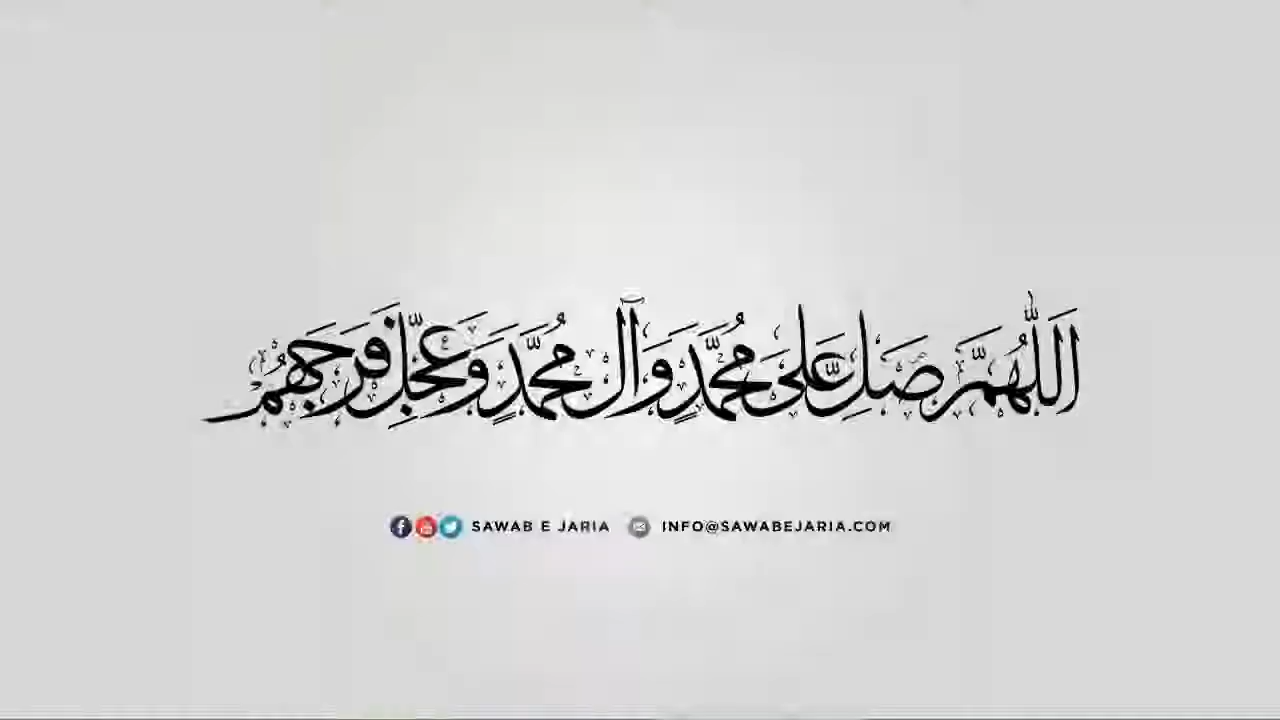 اَللّٰهُمَّ صَلِّ عَلَى مُحَمَّدٍ وَآلِ مُحَمَّدٍ وَعَجِّلْ فَرَجَهُمْ
SAWAB E JARIA INFO@SAWABEJARIA.COM